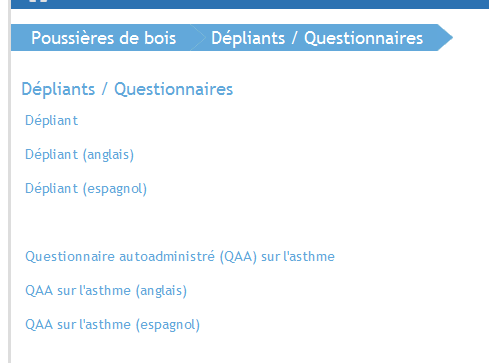 Poussières de bois Dépliants / Questionnaires
Dépliants / Questionnaires
Dépliant
Dépliant (anglais)
Dépliant (espagnol)
Questionnaire autoadministré (QAA) sur l'asthme
QAA sur l'asthme (anglais)
QAA sur l'asthme (espagnol)